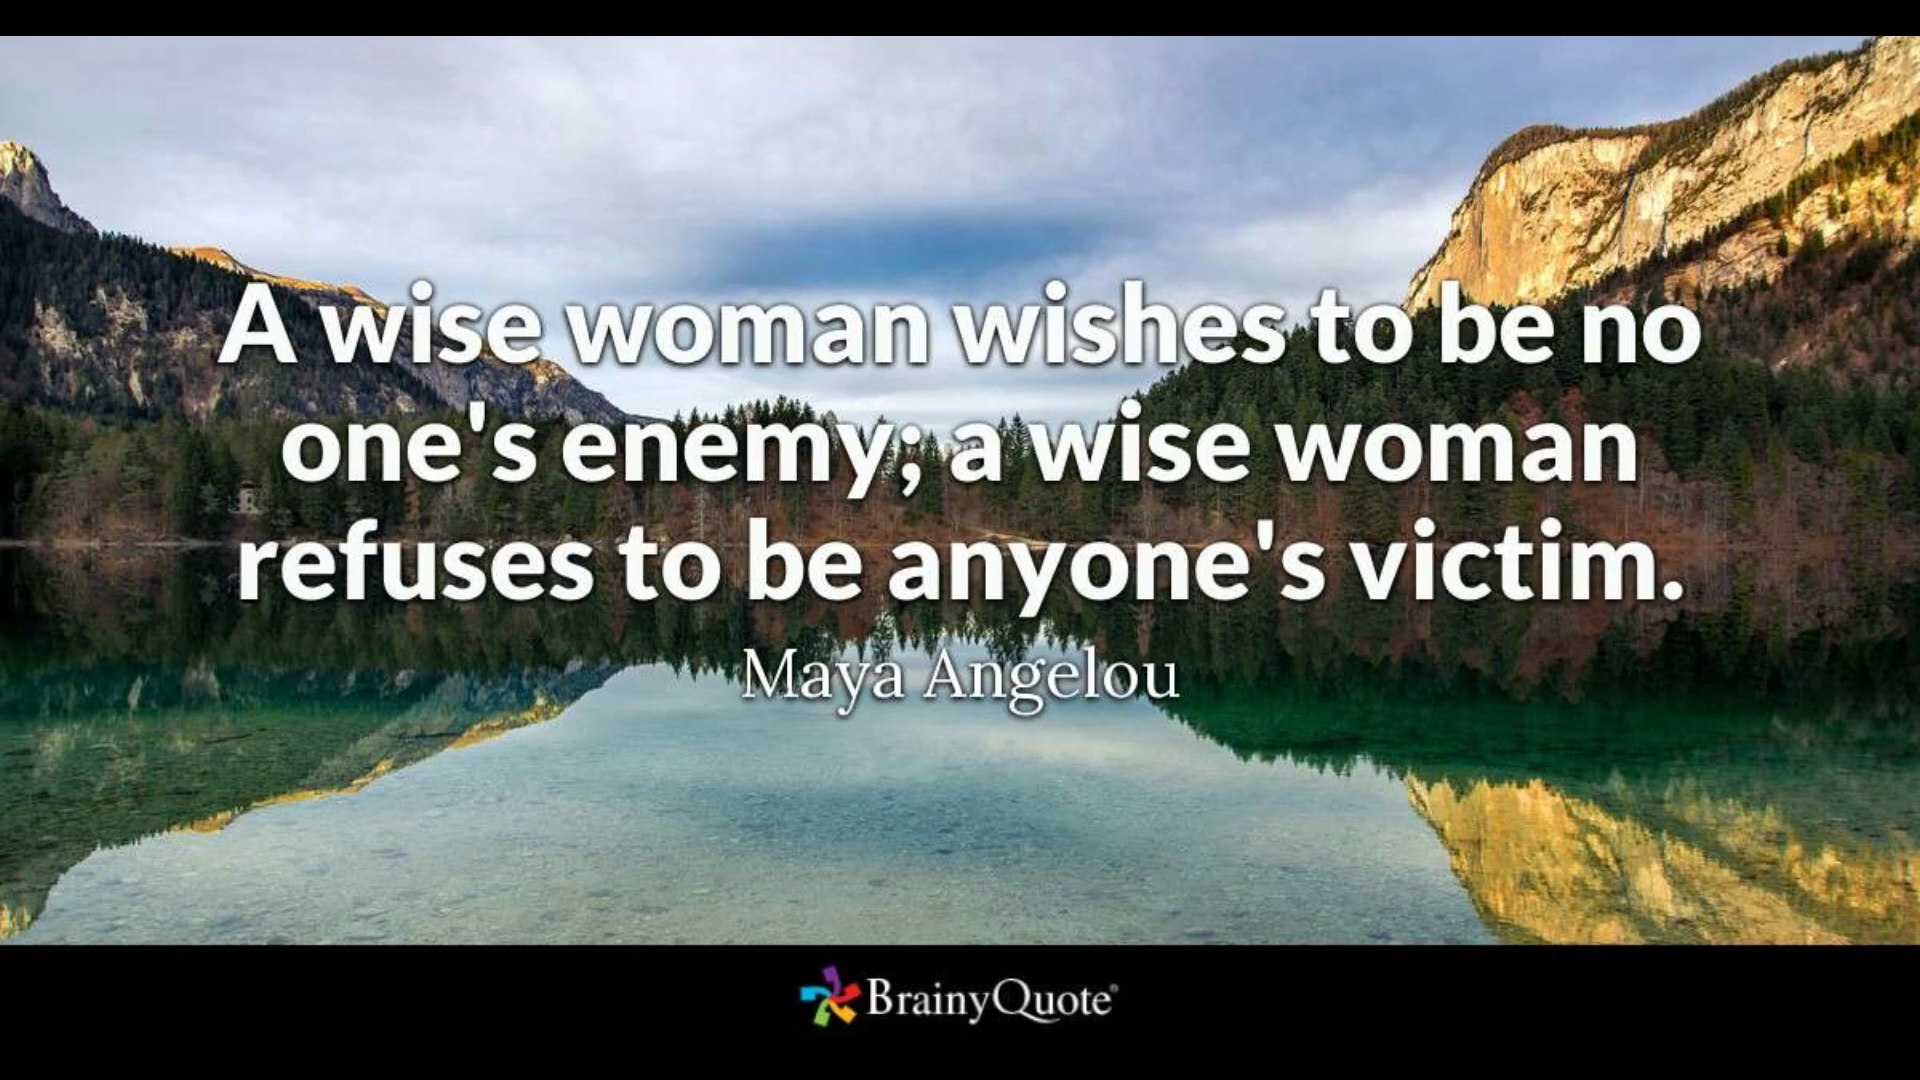 A wise woman wishes to be no
one's enemy; a wise woman
refuses to be anyone's victim.
Maya Angelou
BrainyQuote®